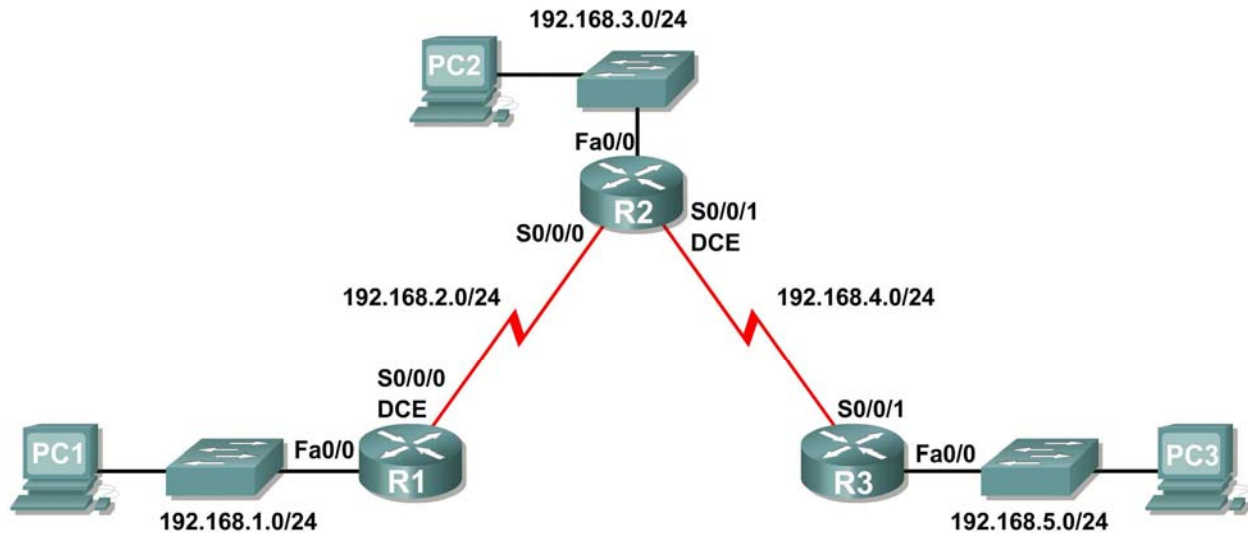 192.168.3.0/24
PC2
Fa0/0
R2
S0/0/0
S0/0/1
DCE
192.168.2.0/24
192.168.4.0/24
S0/0/0
DCE
S0/0/1
PC1
Fa0/0
R1
R3
Fa0/0
PC3
192.168.1.0/24
192.168.5.0/24